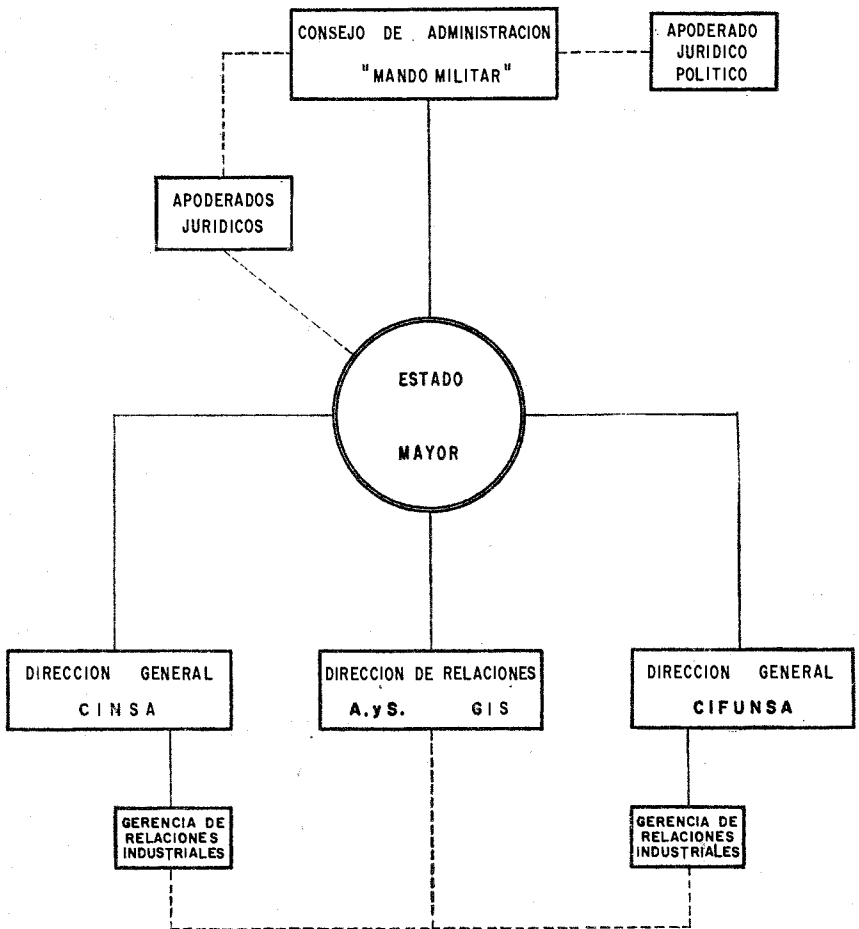 CONSEJO DE ADMINISTRACION
"MANDO MILITAR"
APODERADO
JURIDICO
POLITICO
APODERADOS
JURIDICOS
ESTADO
MAYOR
DIRECCION GENERAL
CINSA
DIRECCION DE RELACIONES
A.yS. GIS
DIRECCION GENERAL
CIFUNSA
GERENCIA DE
RELACIONES
INDUSTRIALES
GERENCIA DE
RELACIONES
INDUSTRIALES